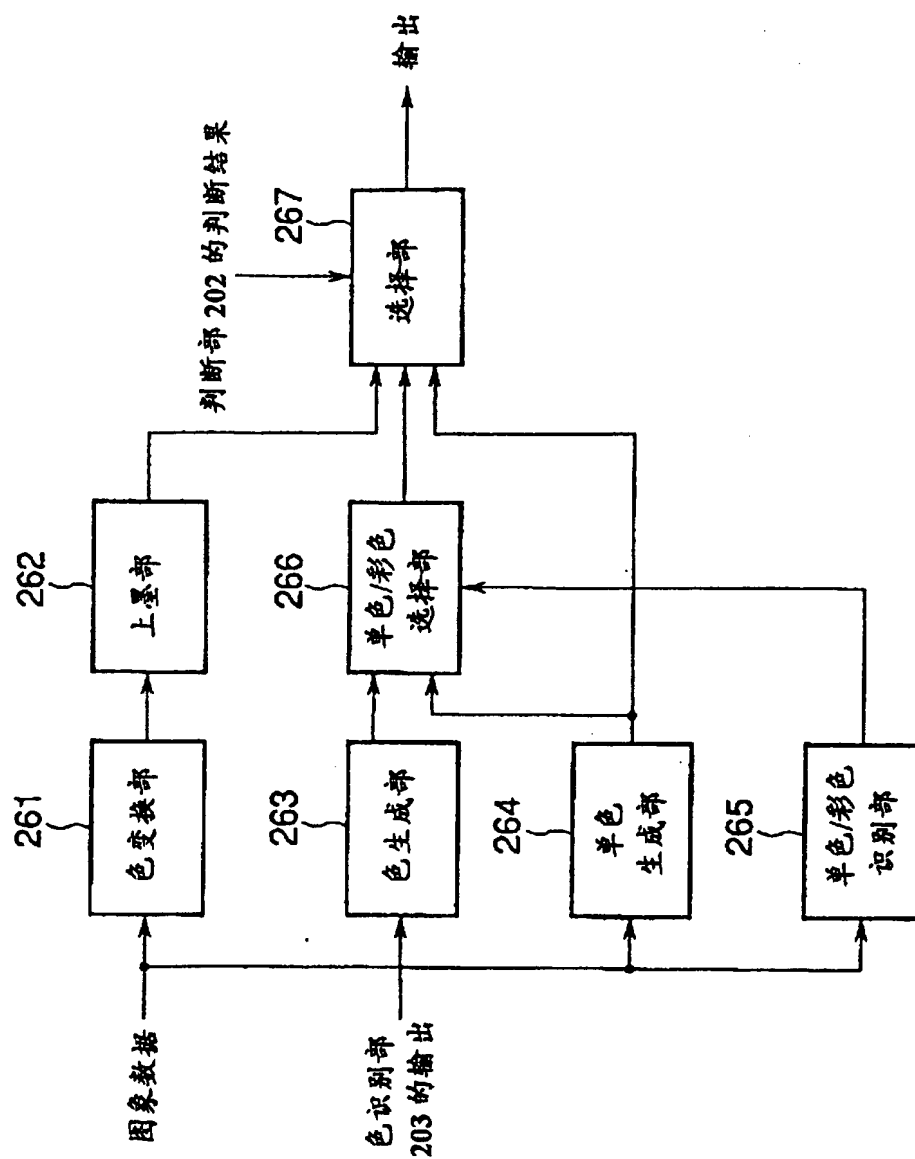 图象数据
色识别部
203 的输出
261
色变换部
262
上墨部
263
色生成部
264
单色
生成部
265
单色/彩色
识别部
266
单色/彩色
选择部
判断部 202 的判断结果
267
选择部
输出